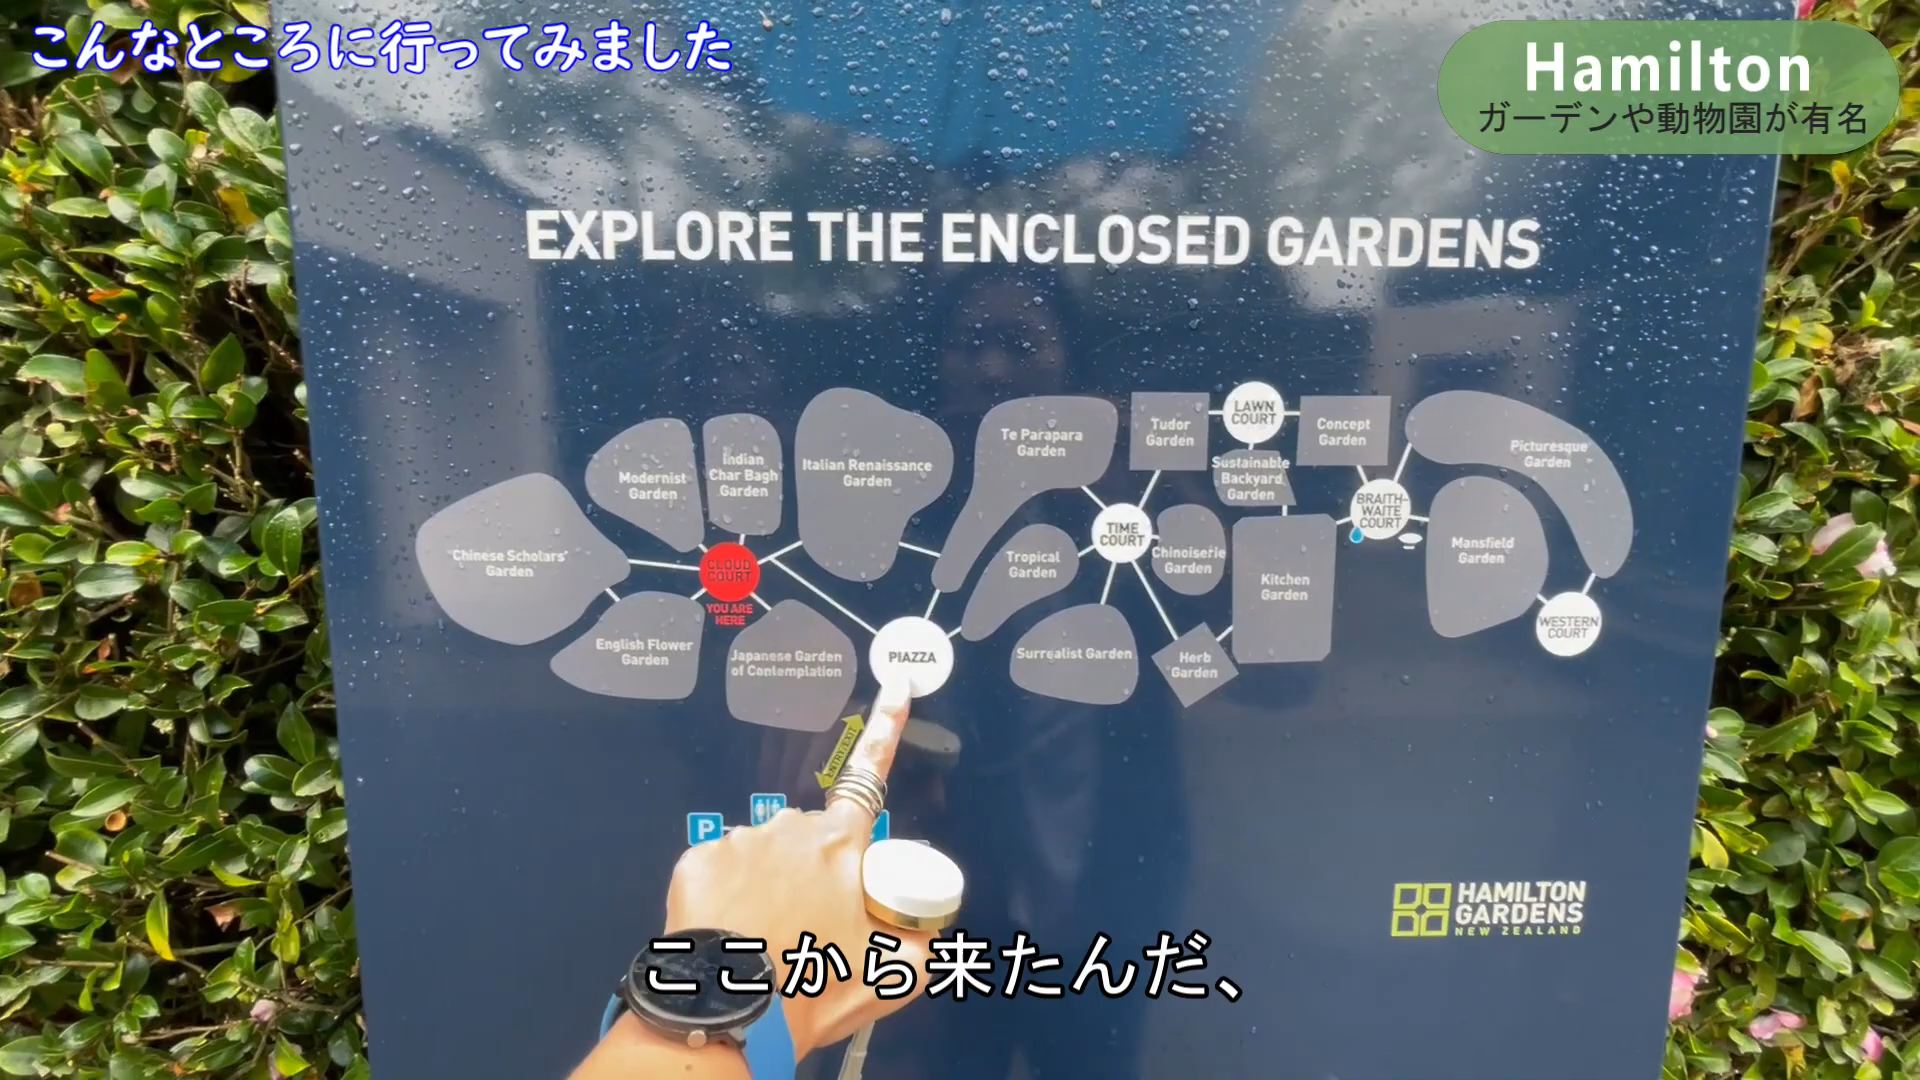 こんなところに行ってみました
Hamilton
ガーデンや動物園が有名
EXPLORE THE ENCLOSED GARDENS
Chinese Scholars'
Garden
Modernist
Garden
Indian
Char Bagh
Garden
Italian Renaissance
Garden
Te Parapara
Garden
Tudor
Garden
LAWN
COURT
Concept
Garden
Picturesque
Garden
Sustainable
Backyard
Garden
BRAITH-
WAITE
COURT
Mansfield
Garden
WESTERN
COURT
CLOUD
COURT
YOU ARE
HERE
English Flower
Garden
Japanese Garden
of Contemplation
PIAZZA
Tropical
Garden
TIME
COURT
Chinoiserie
Garden
Kitchen
Garden
Surrealist Garden
Herb
Garden
ENTRY/EXIT
P
HAMILTON
GARDENS
NEW ZEALAND
ここから来たんだ、